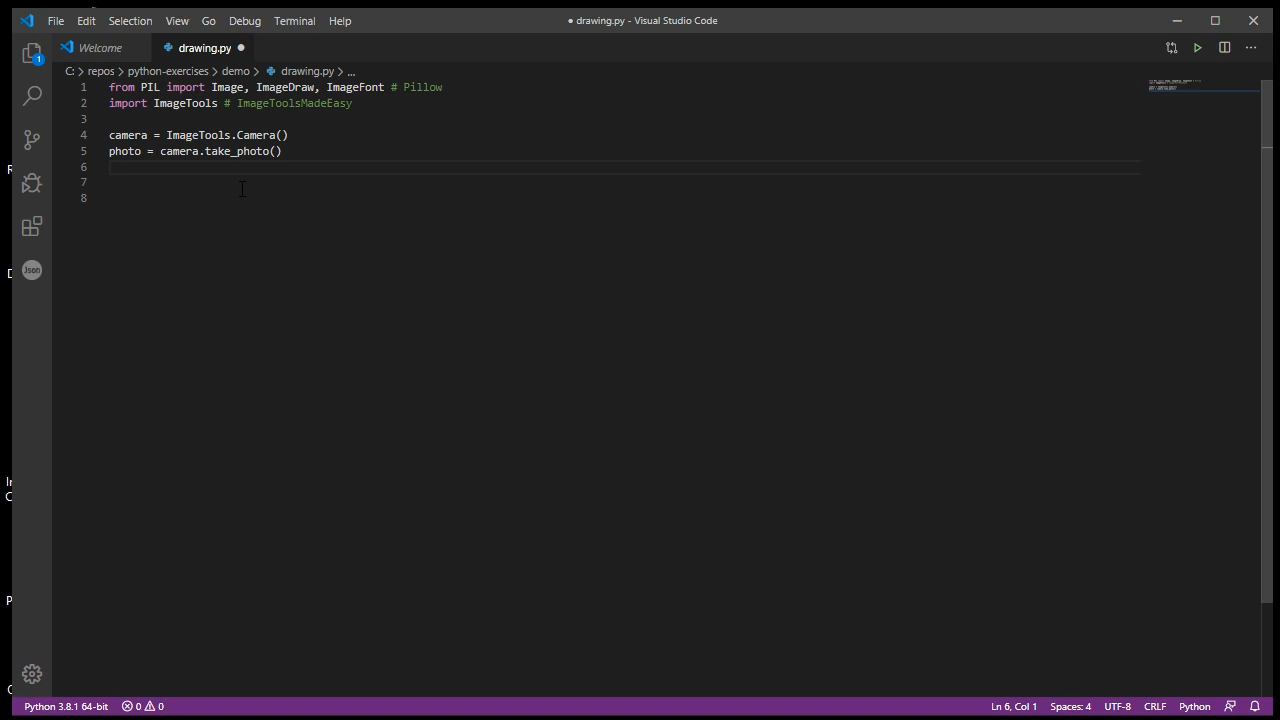 File Edit Selection View Go Debug Terminal Help
● drawing.py - Visual Studio Code
Welcome
drawing.py ●
C: > repos > python-exercises > demo > drawing.py > ...
1 from PIL import Image, ImageDraw, ImageFont # Pillow
2 import ImageTools # ImageToolsMadeEasy
3
4 camera = ImageTools.Camera()
5 photo = camera.take_photo()
6
7
8
1
Json
Python 3.8.1 64-bit 0 0 Ln 6, Col 1 Spaces: 4 UTF-8 CRLF Python